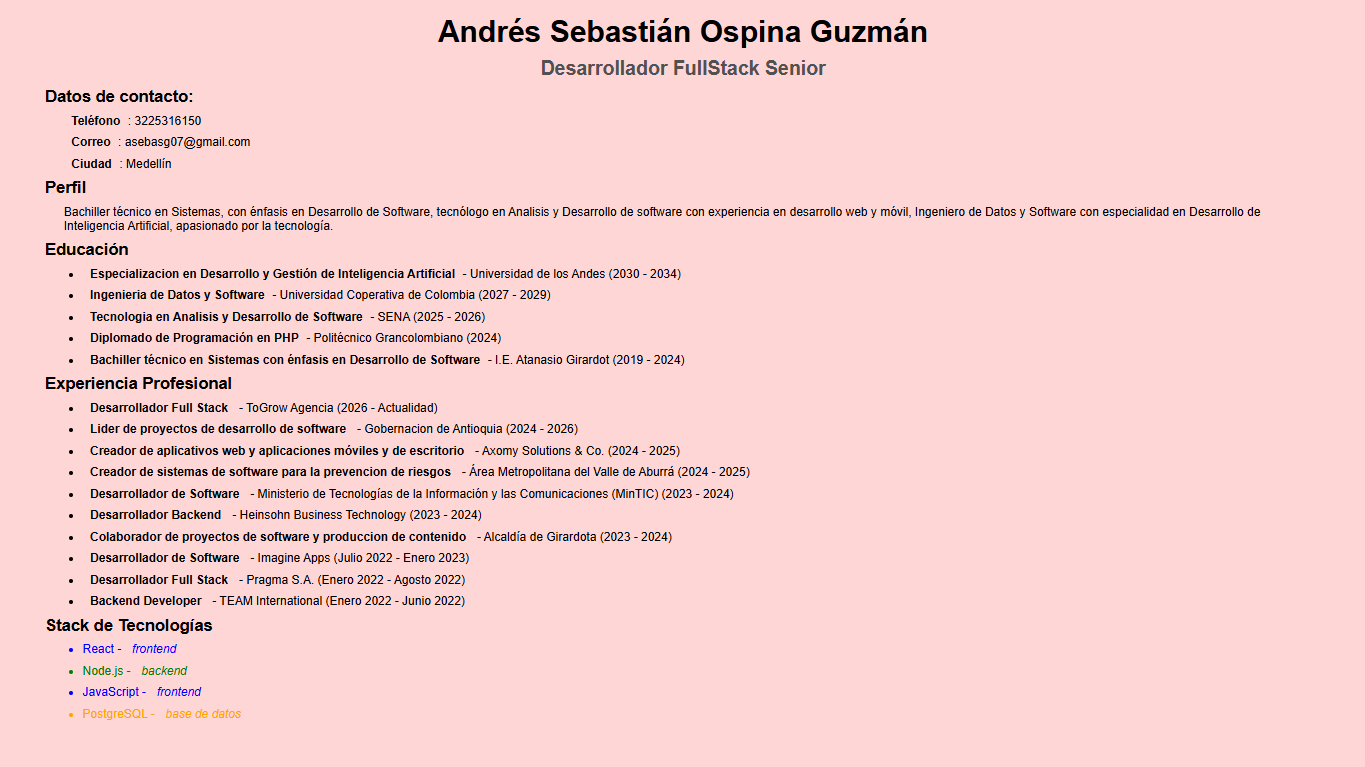 Andrés Sebastián Ospina Guzmán
Desarrollador FullStack Senior
Datos de contacto:
Teléfono : 3225316150
Correo : asebasg07@gmail.com
Ciudad : Medellín
Perfil
Bachiller técnico en Sistemas, con énfasis en Desarrollo de Software, tecnólogo en Analisis y Desarrollo de software con experiencia en desarrollo web y móvil, Ingeniero de Datos y Software con especialidad en Desarrollo de
Inteligencia Artificial, apasionado por la tecnología.
Educación
• Especializacion en Desarrollo y Gestión de Inteligencia Artificial - Universidad de los Andes (2030 - 2034)
• Ingenieria de Datos y Software - Universidad Coperativa de Colombia (2027 - 2029)
• Tecnologia en Analisis y Desarrollo de Software - SENA (2025 - 2026)
• Diplomado de Programación en PHP - Politécnico Grancolombiano (2024)
• Bachiller técnico en Sistemas con énfasis en Desarrollo de Software - I.E. Atanasio Girardot (2019 - 2024)
Experiencia Profesional
• Desarrollador Full Stack - ToGrow Agencia (2026 - Actualidad)
• Lider de proyectos de desarrollo de software - Gobernacion de Antioquia (2024 - 2026)
• Creador de aplicativos web y aplicaciones móviles y de escritorio - Axomy Solutions & Co. (2024 - 2025)
• Creador de sistemas de software para la prevencion de riesgos - Área Metropolitana del Valle de Aburrá (2024 - 2025)
• Desarrollador de Software - Ministerio de Tecnologías de la Información y las Comunicaciones (MinTIC) (2023 - 2024)
• Desarrollador Backend - Heinsohn Business Technology (2023 - 2024)
• Colaborador de proyectos de software y produccion de contenido - Alcaldía de Girardota (2023 - 2024)
• Desarrollador de Software - Imagine Apps (Julio 2022 - Enero 2023)
• Desarrollador Full Stack - Pragma S.A. (Enero 2022 - Agosto 2022)
• Backend Developer - TEAM International (Enero 2022 - Junio 2022)
Stack de Tecnologías
• React - frontend
• Node.js - backend
• JavaScript - frontend
• PostgreSQL - base de datos